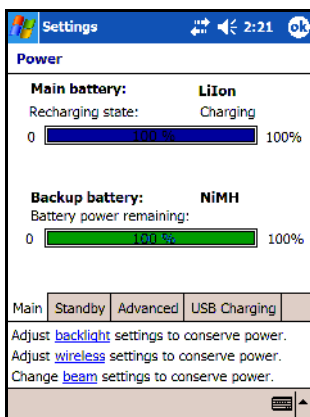 Settings 2:21 ok
Power
Main battery: LiIon
Recharging state: Charging
0 100 % 100%
Backup battery: NiMH
Battery power remaining:
0 100 % 100%
Main Standby Advanced USB Charging
Adjust backlight settings to conserve power.
Adjust wireless settings to conserve power.
Change beam settings to conserve power.